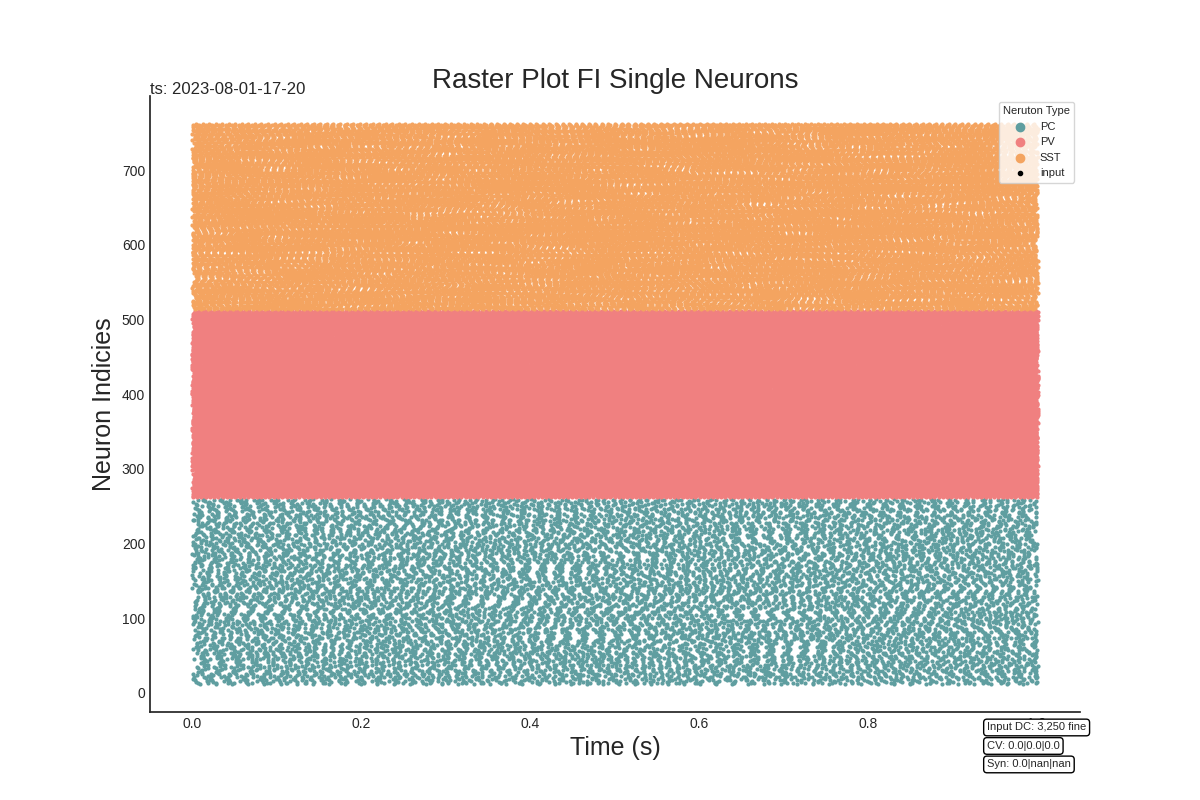 Raster Plot FI Single Neurons
ts: 2023-08-01-17-20
Neruton Type
PC
PV
SST
input
Neuron Indicies
700
600
500
400
300
200
100
0
0.0 0.2 0.4 0.6 0.8
Time (s)
Input DC: 3,250 fine
CV: 0.0|0.0|0.0
Syn: 0.0|nan|nan